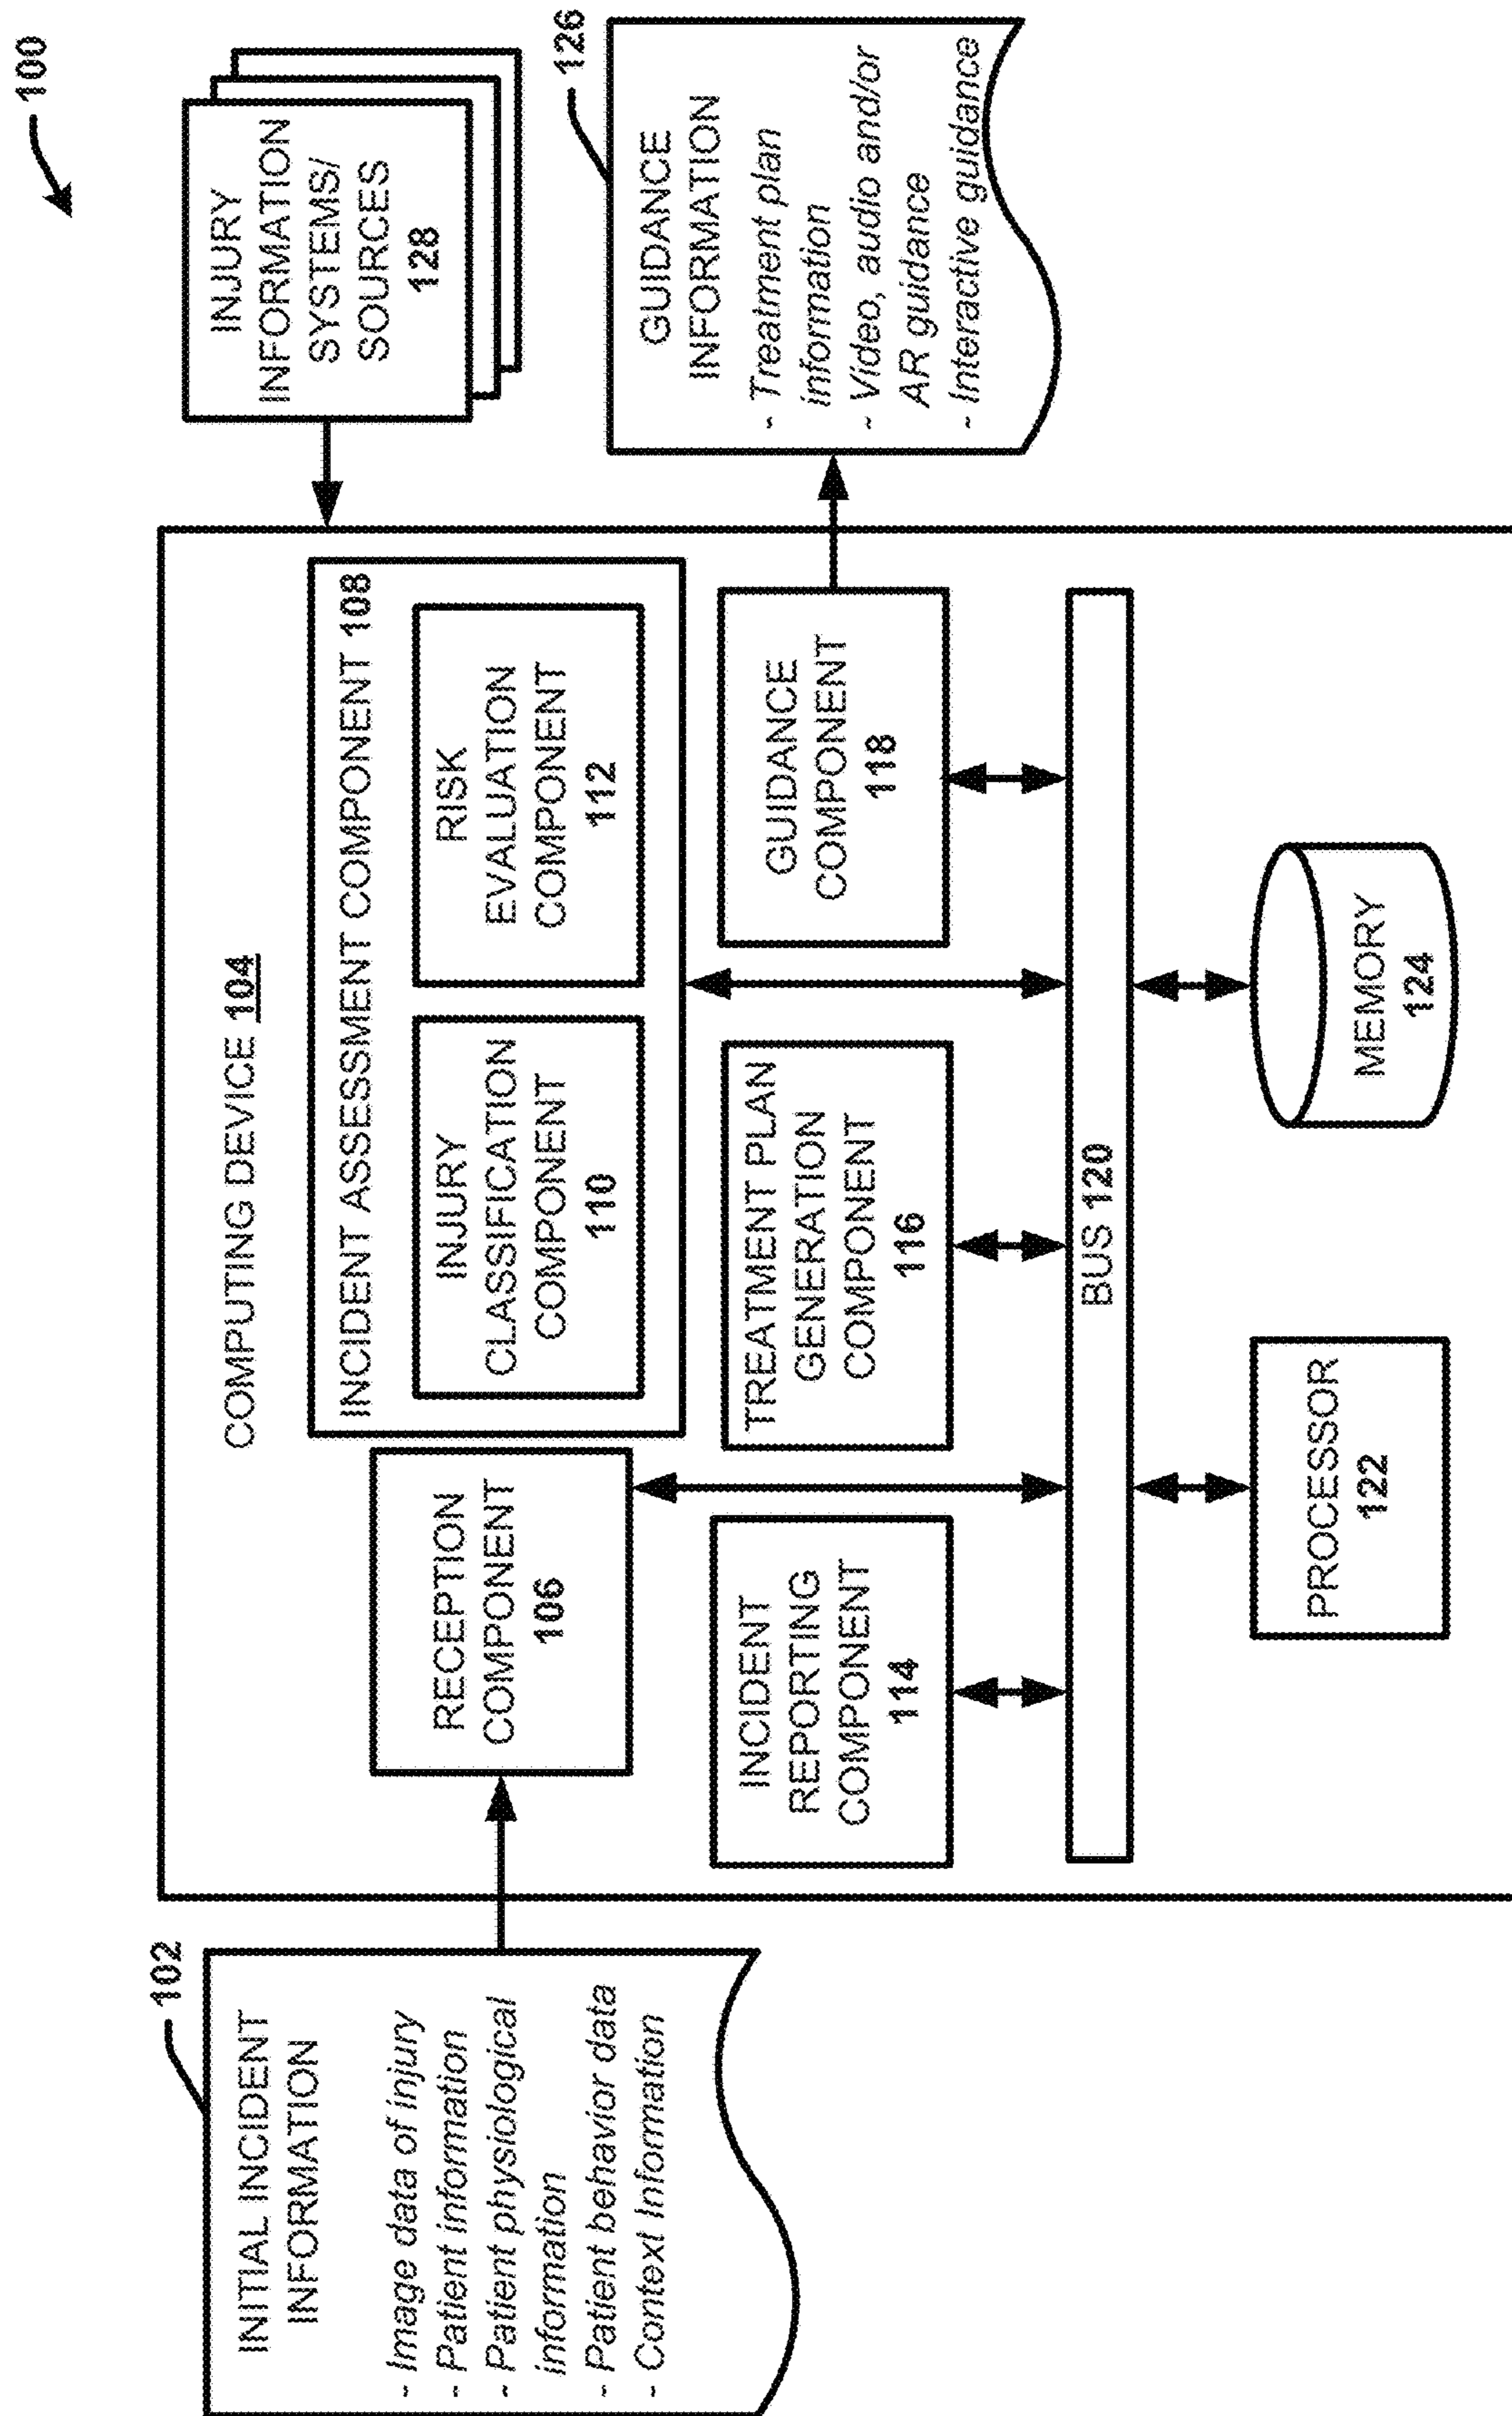 100
102
INITIAL INCIDENT
INFORMATION
- Image data of injury
- Patient information
- Patient physiological
information
- Patient behavior data
- Context Information
COMPUTING DEVICE 104
RECEPTION
COMPONENT
106
INCIDENT ASSESSMENT COMPONENT 108
INJURY
CLASSIFICATION
COMPONENT
110
RISK
EVALUATION
COMPONENT
112
INCIDENT
REPORTING
COMPONENT
114
TREATMENT PLAN
GENERATION
COMPONENT
116
GUIDANCE
COMPONENT
118
BUS 120
PROCESSOR
122
MEMORY
124
INJURY
INFORMATION
SYSTEMS/
SOURCES
128
126
GUIDANCE
INFORMATION
- Treatment plan
information
- Video, audio and/or
AR guidance
- Interactive guidance